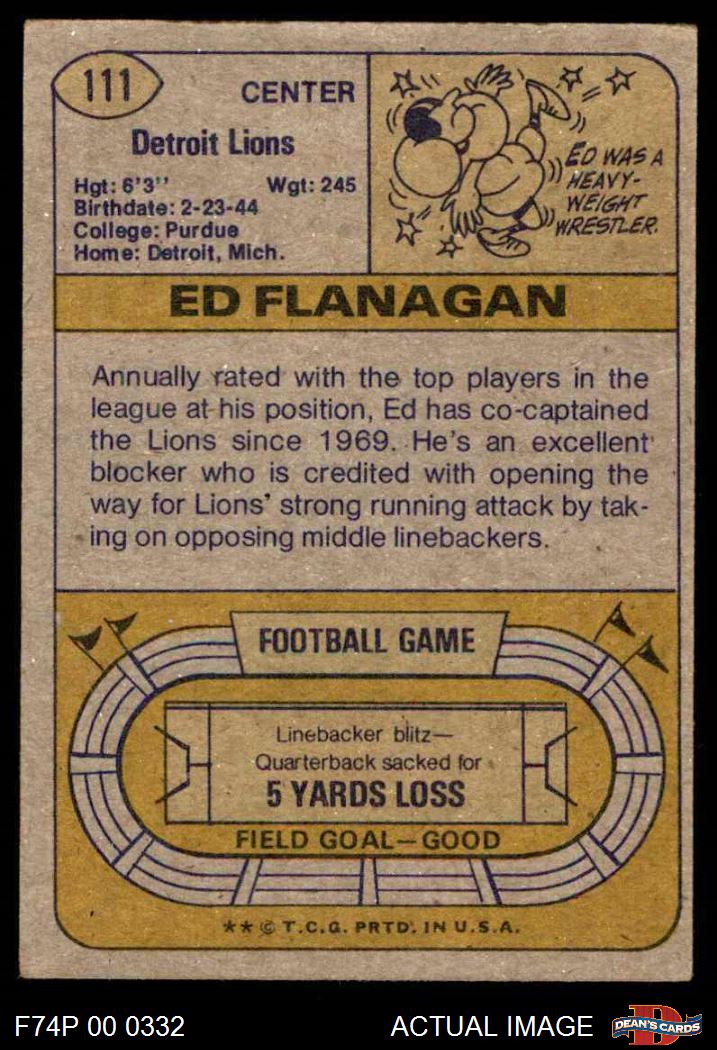 111
CENTER
Detroit Lions
Hgt: 6'3" Wgt: 245
Birthdate: 2-23-44
College: Purdue
Home: Detroit, Mich.
ED WAS A
HEAVY-
WEIGHT
WRESTLER.
ED FLANAGAN
Annually rated with the top players in the
league at his position, Ed has co-captained
the Lions since 1969. He's an excellent
blocker who is credited with opening the
way for Lions' strong running attack by tak-
ing on opposing middle linebackers.
FOOTBALL GAME
Linebacker blitz—
Quarterback sacked for
5 YARDS LOSS
FIELD GOAL—GOOD
** © T.C.G. PRTD. IN U.S.A.
F74P 00 0332 ACTUAL IMAGE
D
DEAN'S CARDS